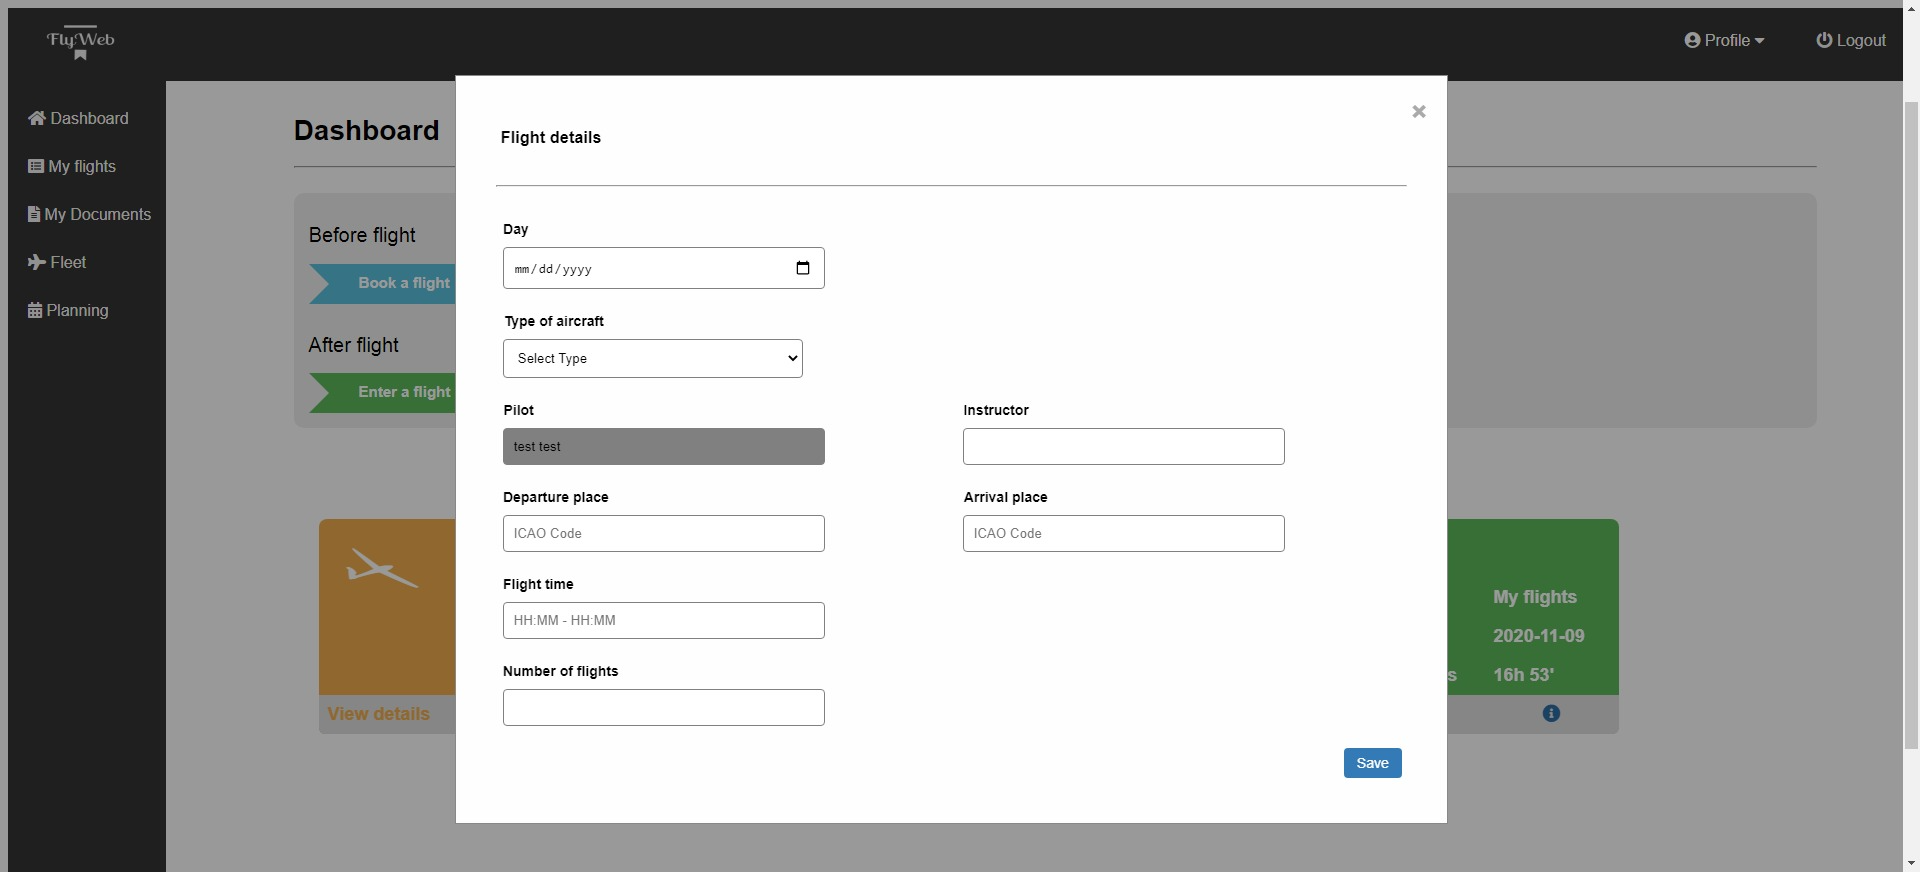 FlyWeb
Profile
Logout
Dashboard
My flights
My Documents
Fleet
Planning
Dashboard
Before flight
Book a flight
After flight
Enter a flight
Flight details
Day
mm/dd/yyyy
Type of aircraft
Select Type
Pilot
Instructor
test test
Departure place
Arrival place
ICAO Code
ICAO Code
Flight time
HH:MM - HH:MM
Number of flights
Save
View details
My flights
2020-11-09
s 16h 53'